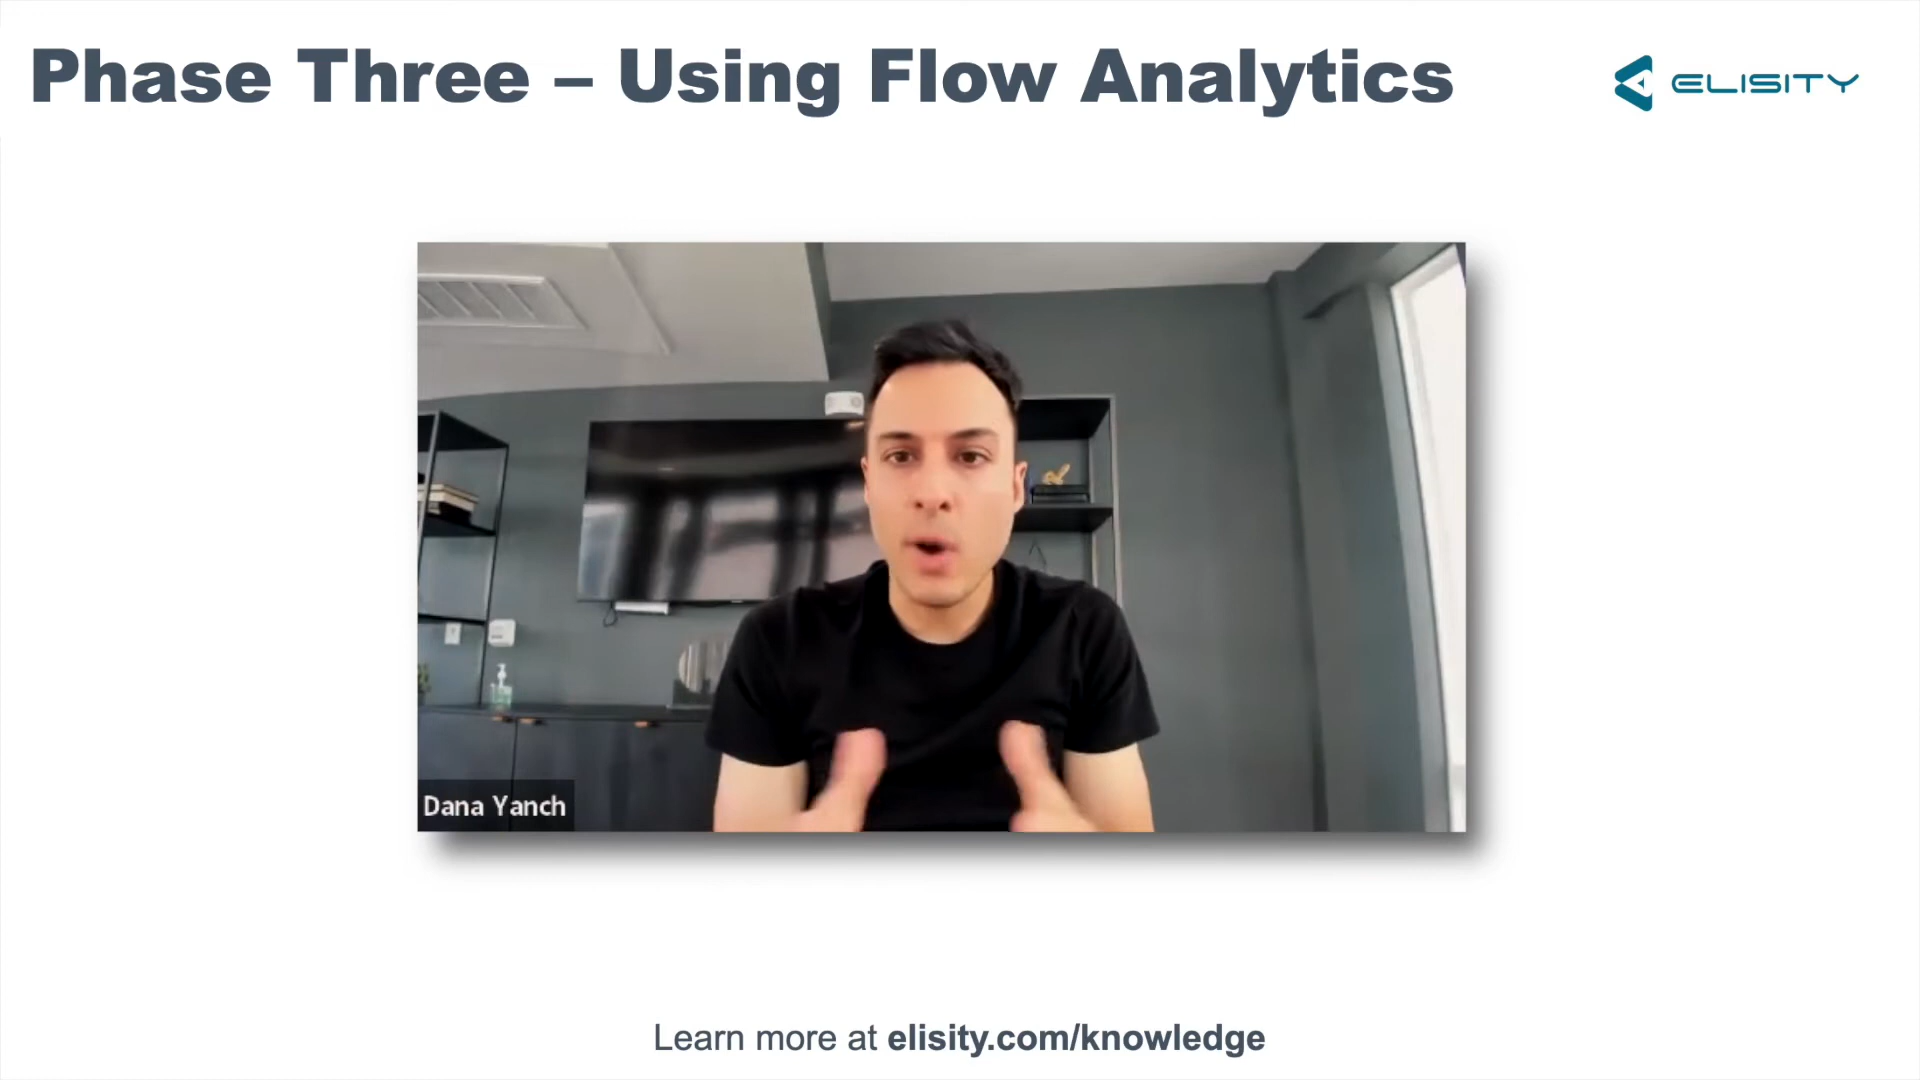 Phase Three – Using Flow Analytics
ELISITY
Dana Yanch
Learn more at elisity.com/knowledge